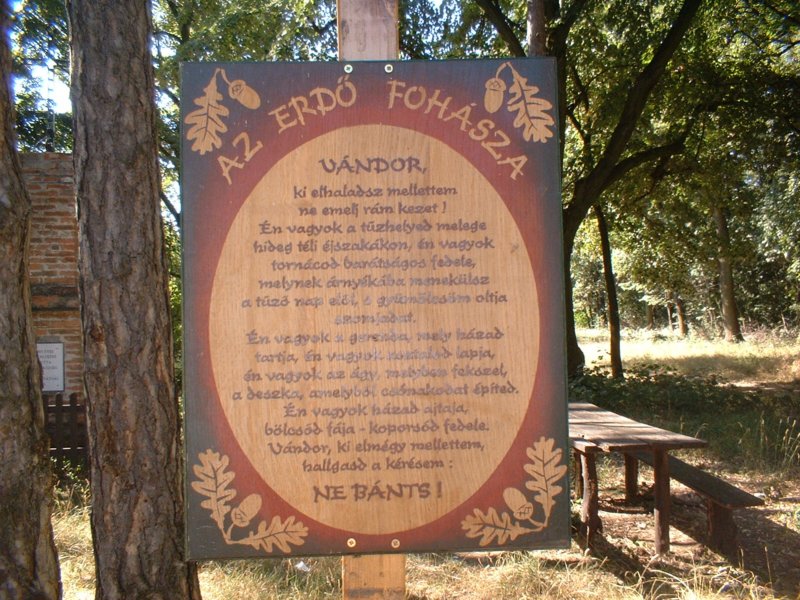 AZ ERDŐ FOHÁSZA
VÁNDOR,
ki elhaladsz mellettem
ne emelj rám kezet !
Én vagyok a tűzhelyed melege
hideg téli éjszakákon, én vagyok
tornácod barátságos fedele,
melynek árnyékába menekülsz
a tűző nap elől, s gyümölcsöm oltja
szomjadat.
Én vagyok a gerenda, mely házad
tartja, én vagyok asztalod lapja,
én vagyok az ágy, melyben fekszel,
a deszka, amelyből csónakodat építed.
Én vagyok házad ajtaja,
bölcsőd fája - koporsód fedele.
Vándor, ki elmégy mellettem,
hallgasd a kérésem :
NE BÁNTS !